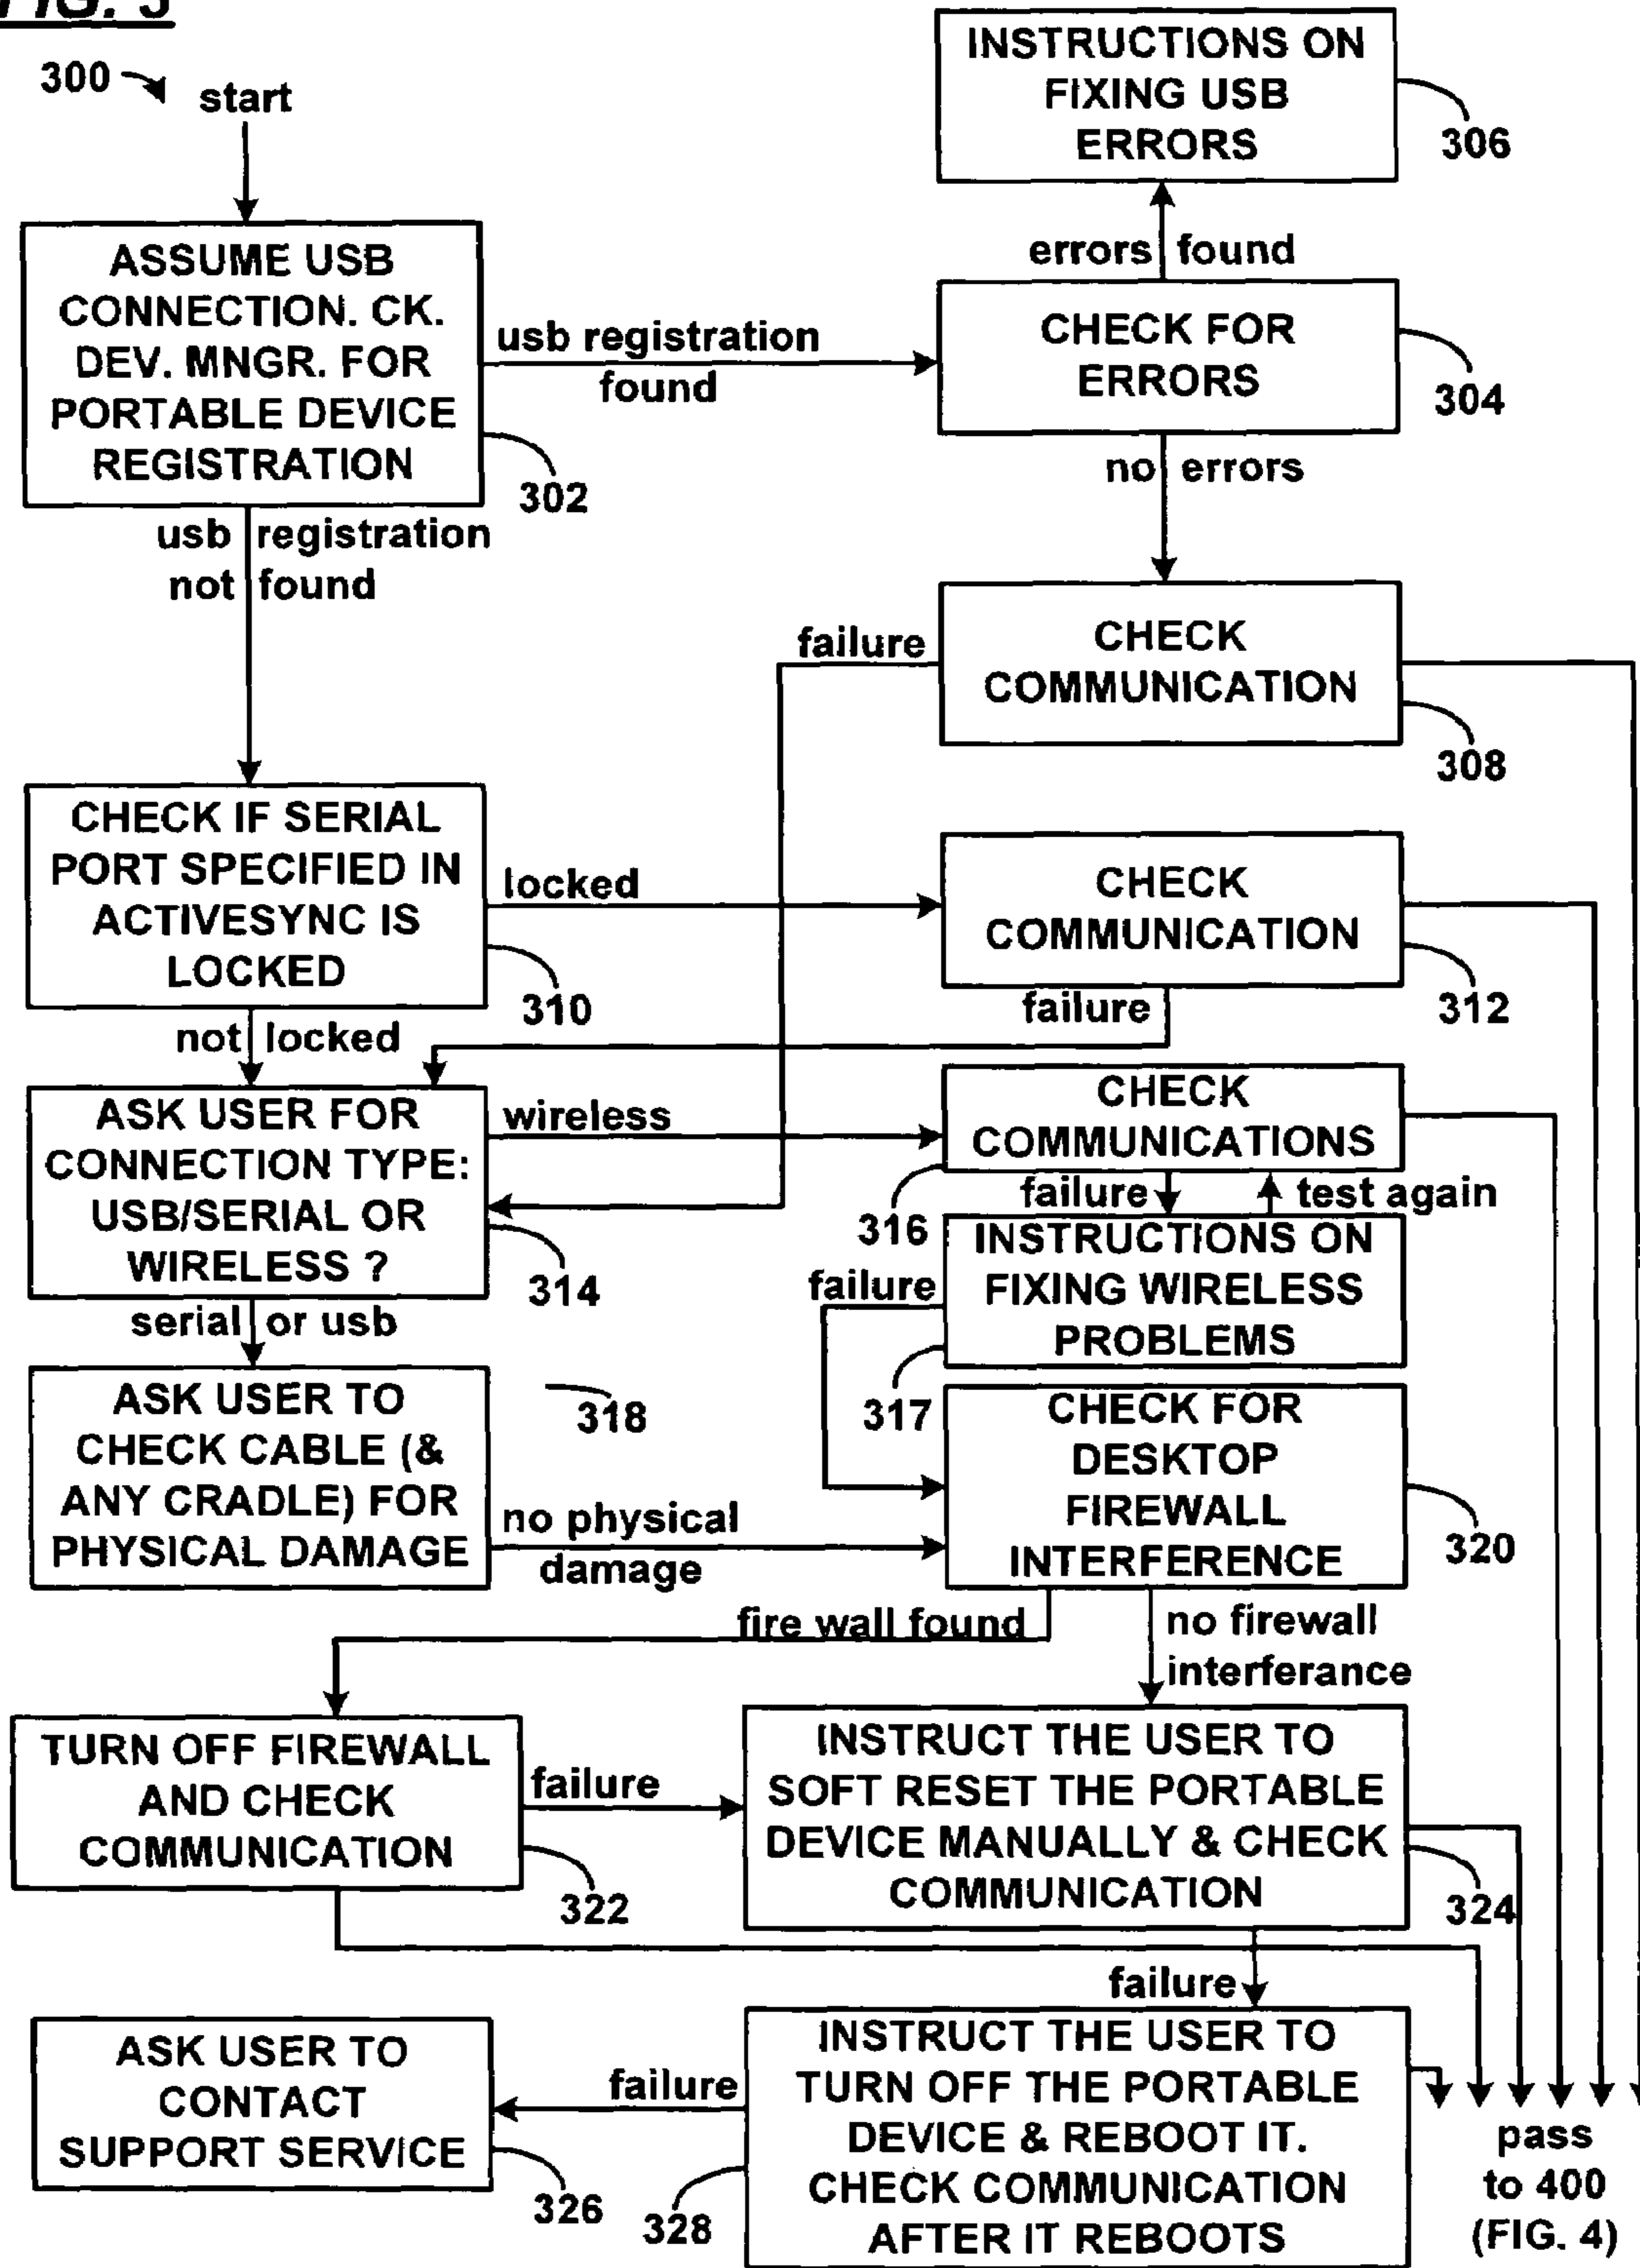 FIG. 3
300
start
INSTRUCTIONS ON
FIXING USB
ERRORS
306
errors found
ASSUME USB
CONNECTION. CK.
DEV. MNGR. FOR
PORTABLE DEVICE
REGISTRATION
302
usb registration
found
CHECK FOR
ERRORS
304
no errors
usb registration
not found
failure
CHECK
COMMUNICATION
308
CHECK IF SERIAL
PORT SPECIFIED IN
ACTIVESYNC IS
LOCKED
310
locked
CHECK
COMMUNICATION
312
failure
not locked
ASK USER FOR
CONNECTION TYPE:
USB/SERIAL OR
WIRELESS ?
314
wireless
CHECK
COMMUNICATIONS
316
failure
test again
INSTRUCTIONS ON
FIXING WIRELESS
PROBLEMS
317
failure
serial or usb
ASK USER TO
CHECK CABLE (&
ANY CRADLE) FOR
PHYSICAL DAMAGE
318
no physical
damage
CHECK FOR
DESKTOP
FIREWALL
INTERFERENCE
320
fire wall found
no firewall
interferance
TURN OFF FIREWALL
AND CHECK
COMMUNICATION
322
failure
INSTRUCT THE USER TO
SOFT RESET THE PORTABLE
DEVICE MANUALLY & CHECK
COMMUNICATION
324
failure
ASK USER TO
CONTACT
SUPPORT SERVICE
326
failure
INSTRUCT THE USER TO
TURN OFF THE PORTABLE
DEVICE & REBOOT IT.
CHECK COMMUNICATION
AFTER IT REBOOTS
328
pass
to 400
(FIG. 4)